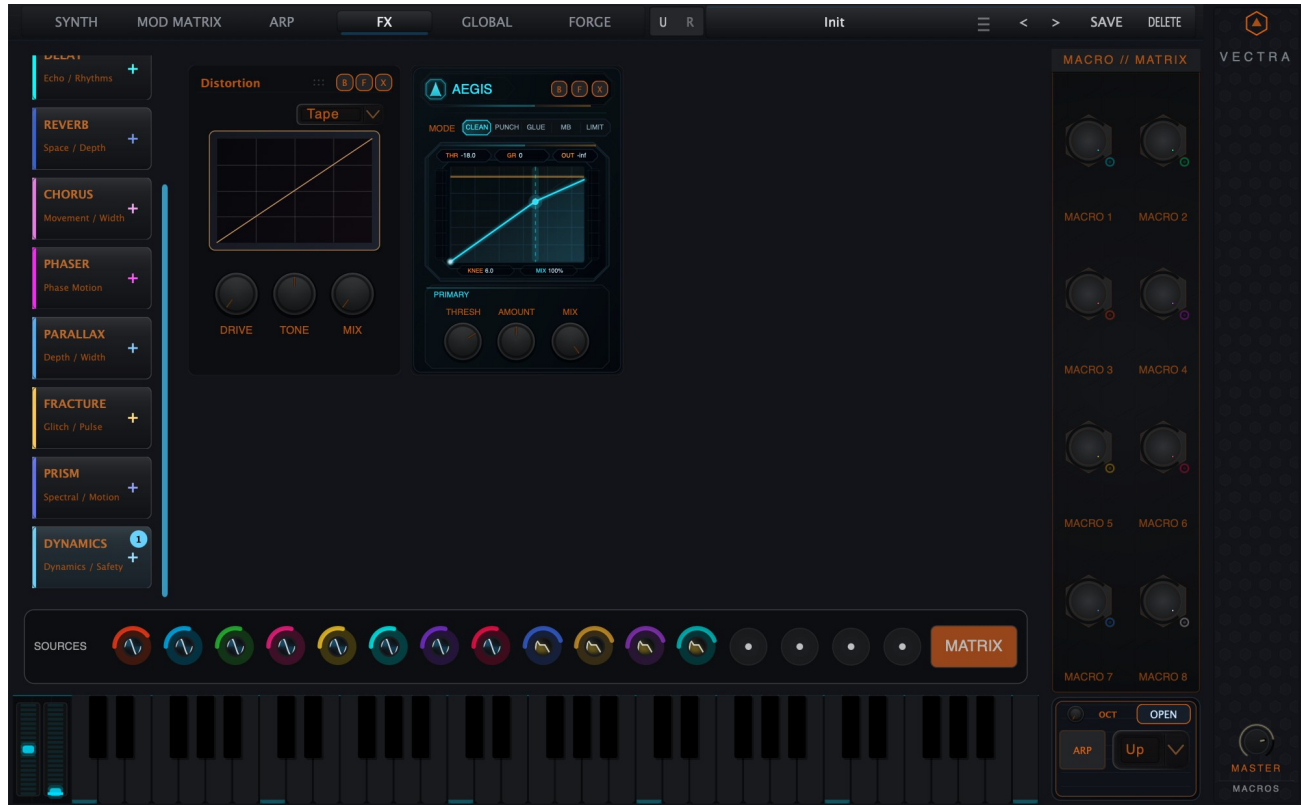 SYNTH MOD MATRIX ARP FX GLOBAL FORGE U R Init < > SAVE DELETE
VECTRA
DELAY
Echo / Rhythms
+
REVERB
Space / Depth
+
CHORUS
Movement / Width
+
PHASER
Phase Motion
+
PARALLAX
Depth / Width
+
FRACTURE
Glitch / Pulse
+
PRISM
Spectral / Motion
+
DYNAMICS
1
Dynamics / Safety
+
Distortion B F X
Tape
DRIVE TONE MIX
AEGIS B F X
MODE CLEAN PUNCH GLUE MB LIMIT
THR -18.0 GR 0 OUT -inf
KNEE 6.0 MIX 100%
PRIMARY
THRESH AMOUNT MIX
MACRO // MATRIX
MACRO 1 MACRO 2
MACRO 3 MACRO 4
MACRO 5 MACRO 6
MACRO 7 MACRO 8
SOURCES MATRIX
OCT OPEN
ARP Up
MASTER
MACROS